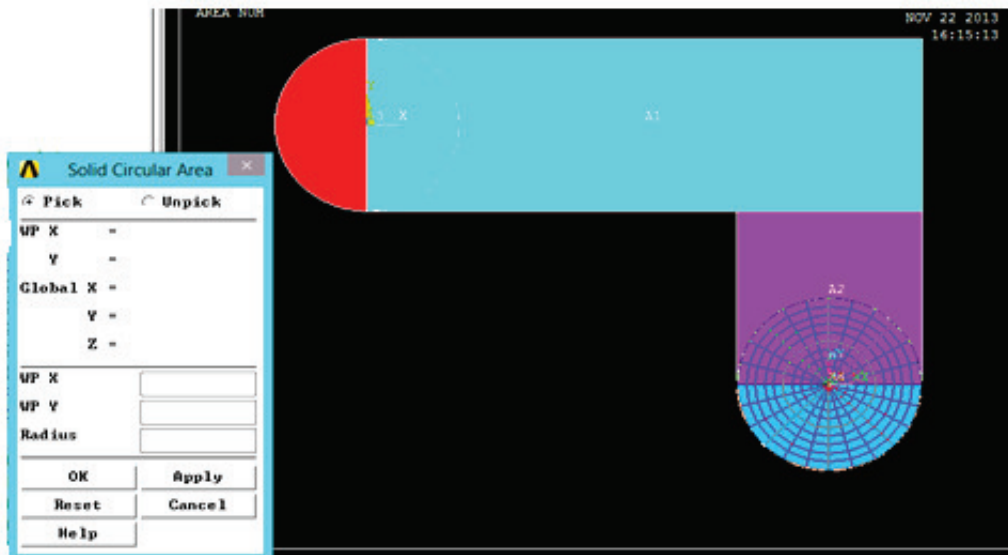 AREA NUM
NOV 22 2013
16:15:13
Solid Circular Area
Pick
Unpick
WP X =
Y =
Global X =
Y =
Z =
WP X
WP Y
Radius
OK
Apply
Reset
Cancel
Help
Y
X
A1
A2